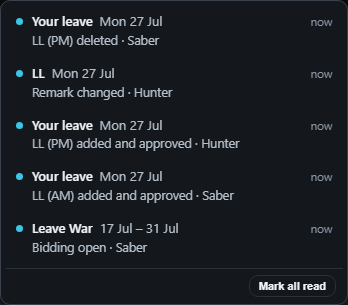 Your leave Mon 27 Jul now
LL (PM) deleted · Saber
LL Mon 27 Jul now
Remark changed · Hunter
Your leave Mon 27 Jul now
LL (PM) added and approved · Hunter
Your leave Mon 27 Jul now
LL (AM) added and approved · Saber
Leave War 17 Jul – 31 Jul now
Bidding open · Saber
Mark all read